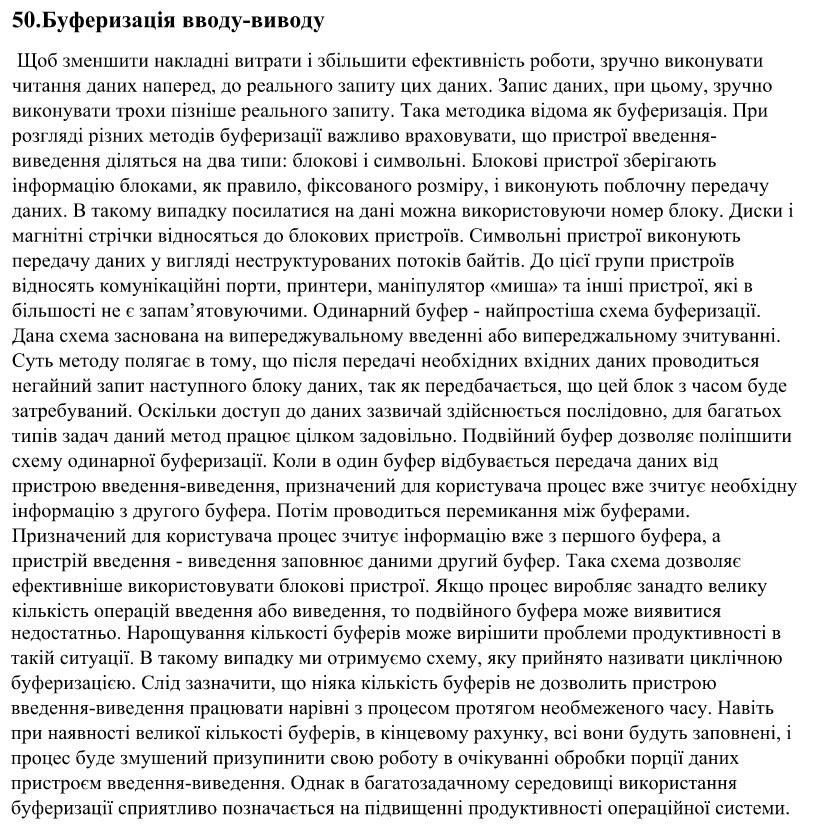 50.Буферизація вводу-виводу
Щоб зменшити накладні витрати і збільшити ефективність роботи, зручно виконувати
читання даних наперед, до реального запиту цих даних. Запис даних, при цьому, зручно
виконувати трохи пізніше реального запиту. Така методика відома як буферизація. При
розгляді різних методів буферизації важливо враховувати, що пристрої введення-
виведення діляться на два типи: блокові і символьні. Блокові пристрої зберігають
інформацію блоками, як правило, фіксованого розміру, і виконують поблочну передачу
даних. В такому випадку посилатися на дані можна використовуючи номер блоку. Диски і
магнітні стрічки відносяться до блокових пристроїв. Символьні пристрої виконують
передачу даних у вигляді неструктурованих потоків байтів. До цієї групи пристроїв
відносять комунікаційні порти, принтери, маніпулятор «миша» та інші пристрої, які в
більшості не є запам’ятовуючими. Одинарний буфер - найпростіша схема буферизації.
Дана схема заснована на випереджувальному введенні або випереджальному зчитуванні.
Суть методу полягає в тому, що після передачі необхідних вхідних даних проводиться
негайний запит наступного блоку даних, так як передбачається, що цей блок з часом буде
затребуваний. Оскільки доступ до даних зазвичай здійснюється послідовно, для багатьох
типів задач даний метод працює цілком задовільно. Подвійний буфер дозволяє поліпшити
схему одинарної буферизації. Коли в один буфер відбувається передача даних від
пристрою введення-виведення, призначений для користувача процес вже зчитує необхідну
інформацію з другого буфера. Потім проводиться перемикання між буферами.
Призначений для користувача процес зчитує інформацію вже з першого буфера, а
пристрій введення - виведення заповнює даними другий буфер. Така схема дозволяє
ефективніше використовувати блокові пристрої. Якщо процес виробляє занадто велику
кількість операцій введення або виведення, то подвійного буфера може виявитися
недостатньо. Нарощування кількості буферів може вирішити проблеми продуктивності в
такій ситуації. В такому випадку ми отримуємо схему, яку прийнято називати циклічною
буферизацією. Слід зазначити, що ніяка кількість буферів не дозволить пристрою
введення-виведення працювати нарівні з процесом протягом необмеженого часу. Навіть
при наявності великої кількості буферів, в кінцевому рахунку, всі вони будуть заповнені, і
процес буде змушений призупинити свою роботу в очікуванні обробки порції даних
пристроєм введення-виведення. Однак в багатозадачному середовищі використання
буферизації сприятливо позначається на підвищенні продуктивності операційної системи.